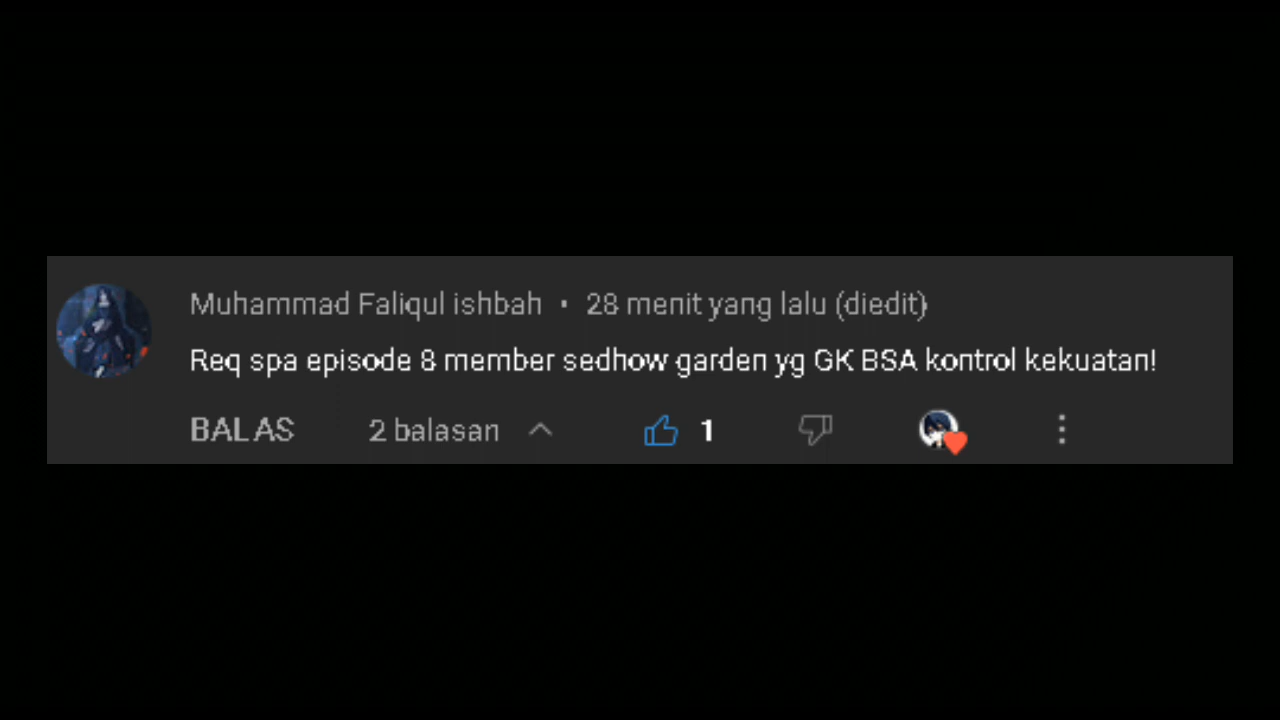 Muhammad Faliqul ishbah · 28 menit yang lalu (diedit)
Req spa episode 8 member sedhow garden yg GK BSA kontrol kekuatan!
BALAS 2 balasan 1